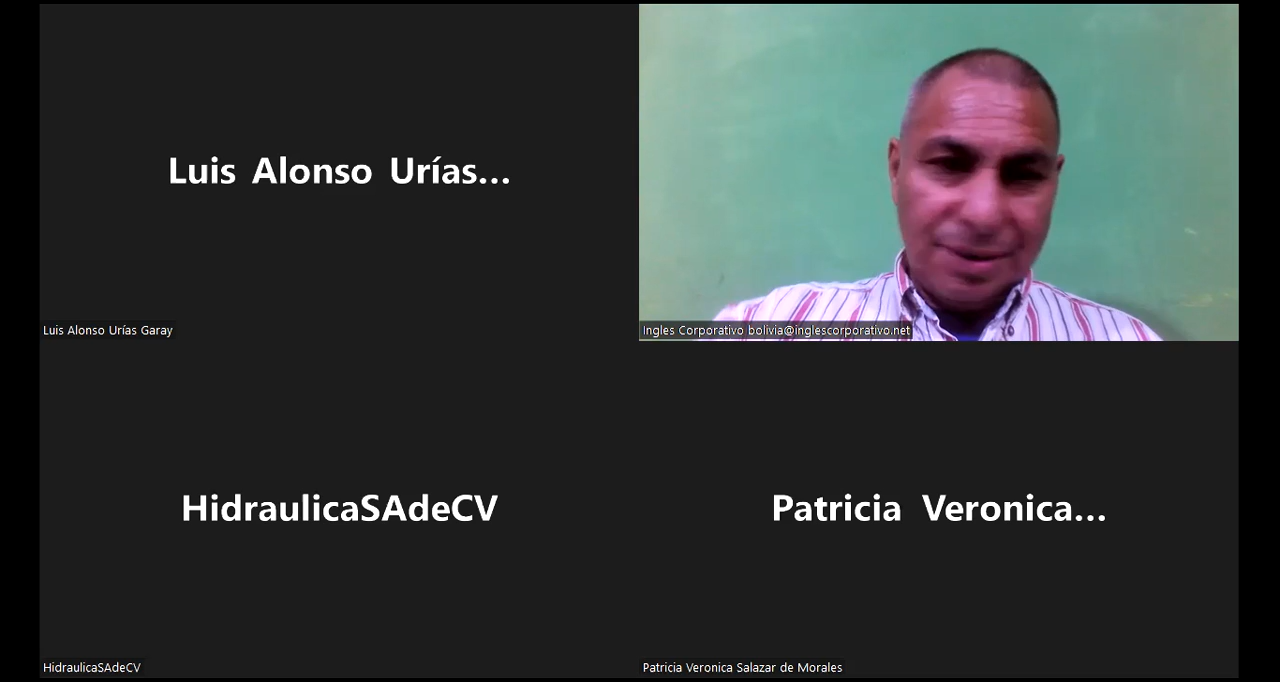 Luis Alonso Urías...
Luis Alonso Urías Garay
Ingles Corporativo bolivia@inglescorporativo.net
HidraulicaSAdeCV
Patricia Veronica...
HidraulicaSAdeCV
Patricia Veronica Salazar de Morales